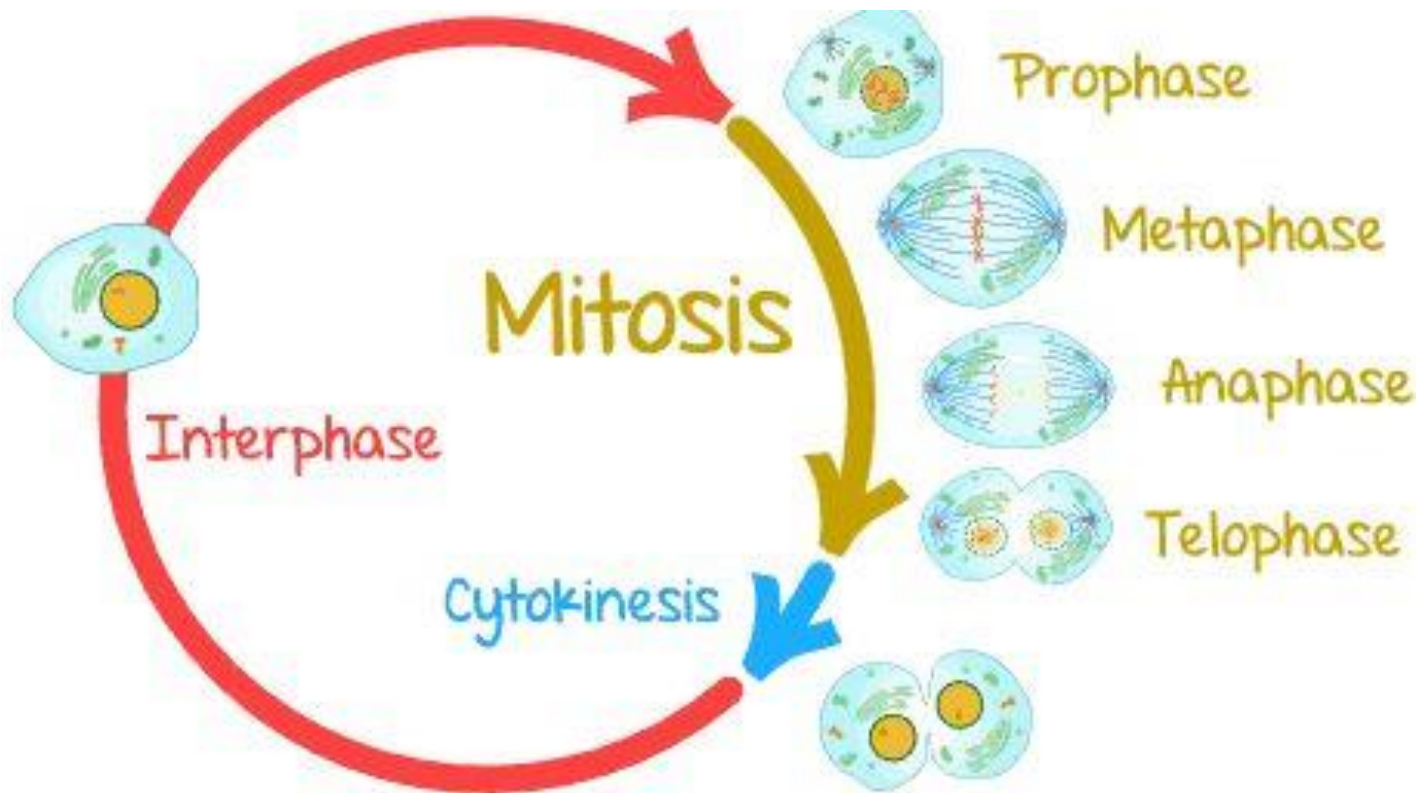 Prophase
Metaphase
Mitosis
Anaphase
Interphase
Telophase
Cytokinesis